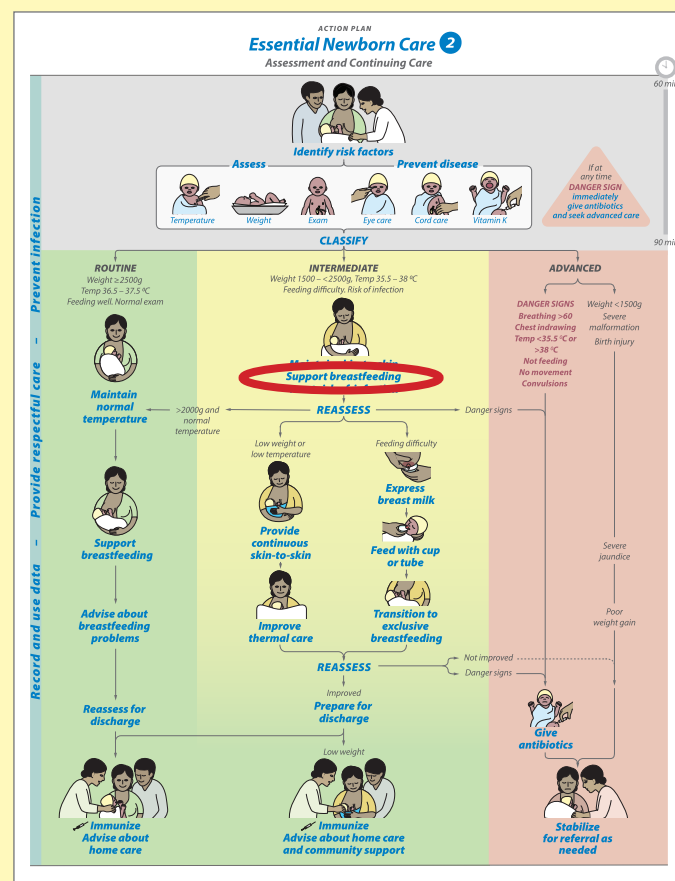 ACTION PLAN
Essential Newborn Care 2
Assessment and Continuing Care
60 min
Identify risk factors
Assess
Prevent disease
Temperature
Weight
Exam
Eye care
Cord care
Vitamin K
If at
any time
DANGER SIGN
immediately
give antibiotics
and seek advanced care
CLASSIFY
90 min
Prevent infection – Provide respectful care – Record and use data
ROUTINE
Weight ≥2500g
Temp 36.5 – 37.5 ºC
Feeding well. Normal exam
Maintain
normal
temperature
Support
breastfeeding
Advise about
breastfeeding
problems
Reassess for
discharge
Immunize
Advise about
home care
INTERMEDIATE
Weight 1500 – <2500g, Temp 35.5 – 38 ºC
Feeding difficulty. Risk of infection
Support breastfeeding
REASSESS
>2000g and
normal
temperature
Danger signs
Low weight or
low temperature
Provide
continuous
skin-to-skin
Improve
thermal care
Feeding difficulty
Express
breast milk
Feed with cup
or tube
Transition to
exclusive
breastfeeding
REASSESS
Not improved
Danger signs
Improved
Prepare for
discharge
Low weight
Immunize
Advise about home care
and community support
ADVANCED
DANGER SIGNS
Breathing >60
Chest indrawing
Temp <35.5 ºC or
>38 ºC
Not feeding
No movement
Convulsions
Weight <1500g
Severe
malformation
Birth injury
Severe
jaundice
Poor
weight gain
Give
antibiotics
Stabilize
for referral as
needed